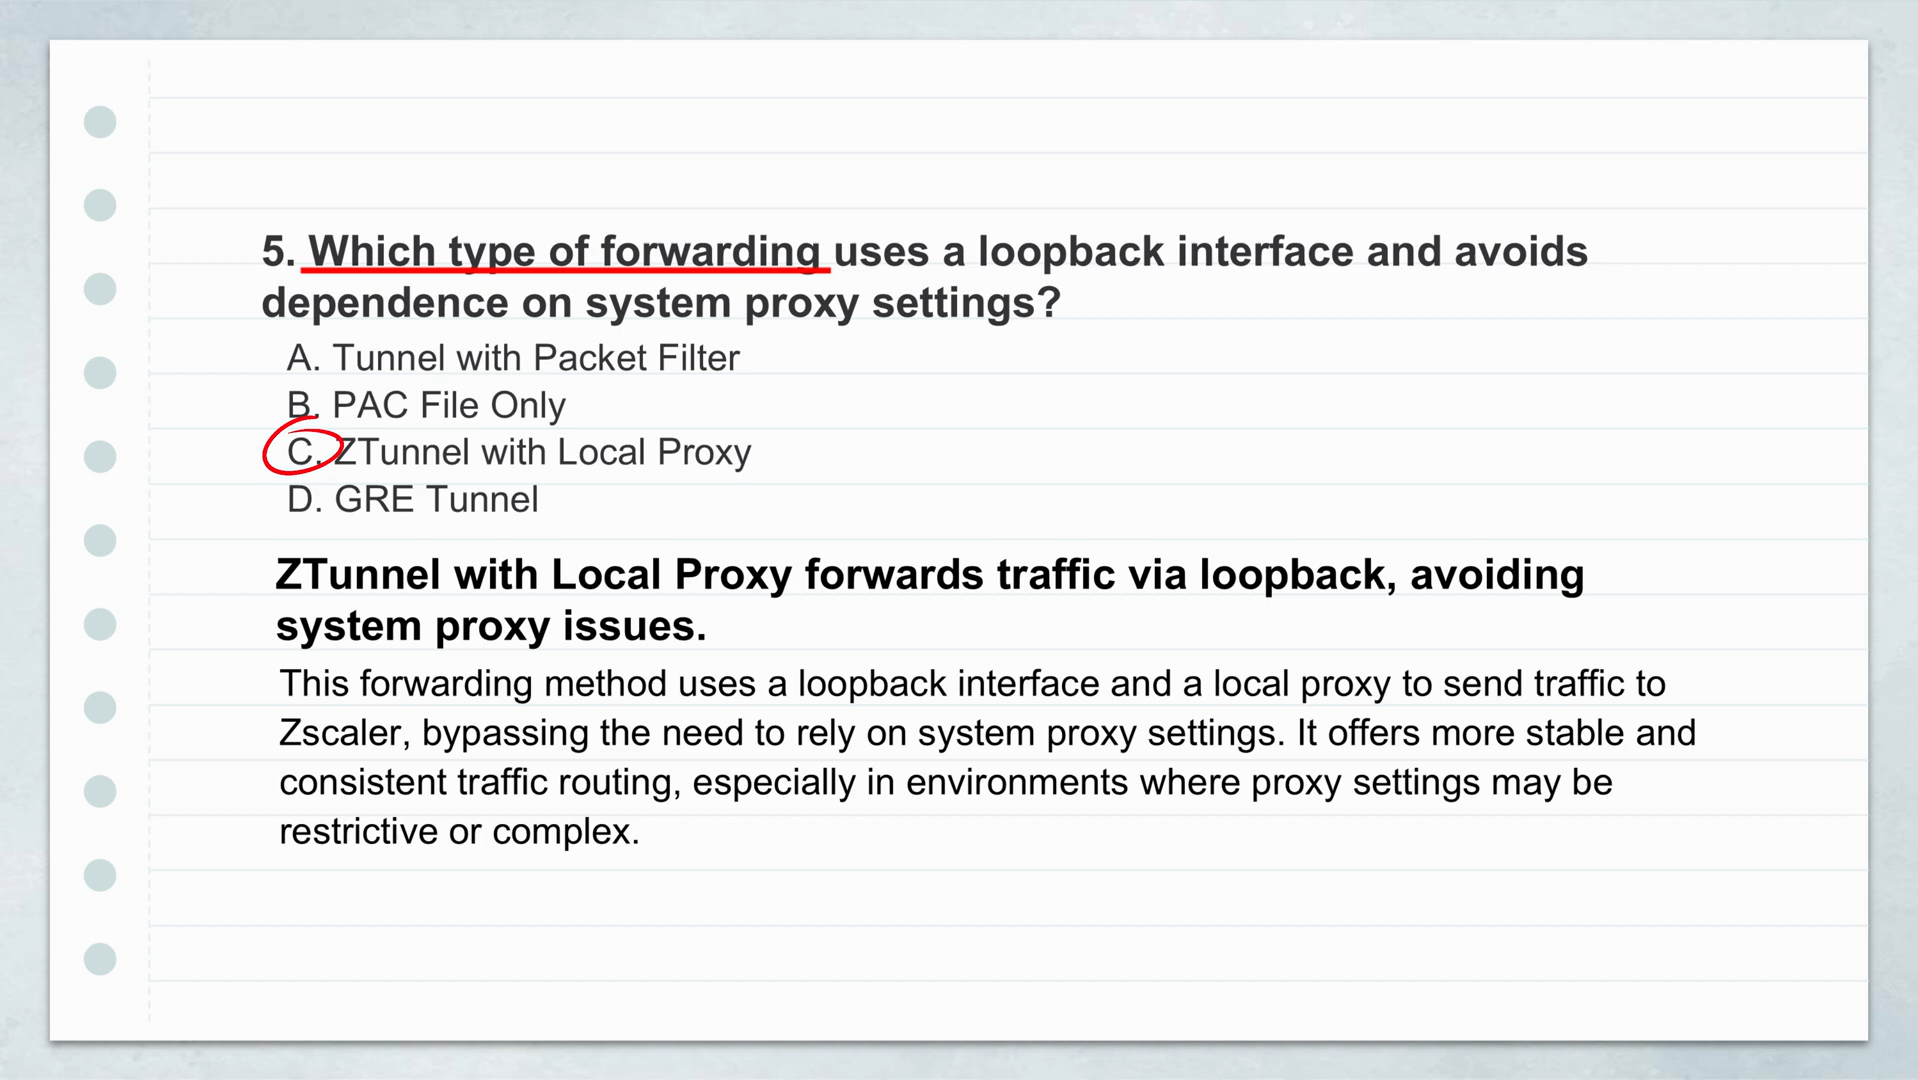 5. Which type of forwarding uses a loopback interface and avoids
dependence on system proxy settings?
A. Tunnel with Packet Filter
B. PAC File Only
C. ZTunnel with Local Proxy
D. GRE Tunnel
ZTunnel with Local Proxy forwards traffic via loopback, avoiding
system proxy issues.
This forwarding method uses a loopback interface and a local proxy to send traffic to
Zscaler, bypassing the need to rely on system proxy settings. It offers more stable and
consistent traffic routing, especially in environments where proxy settings may be
restrictive or complex.